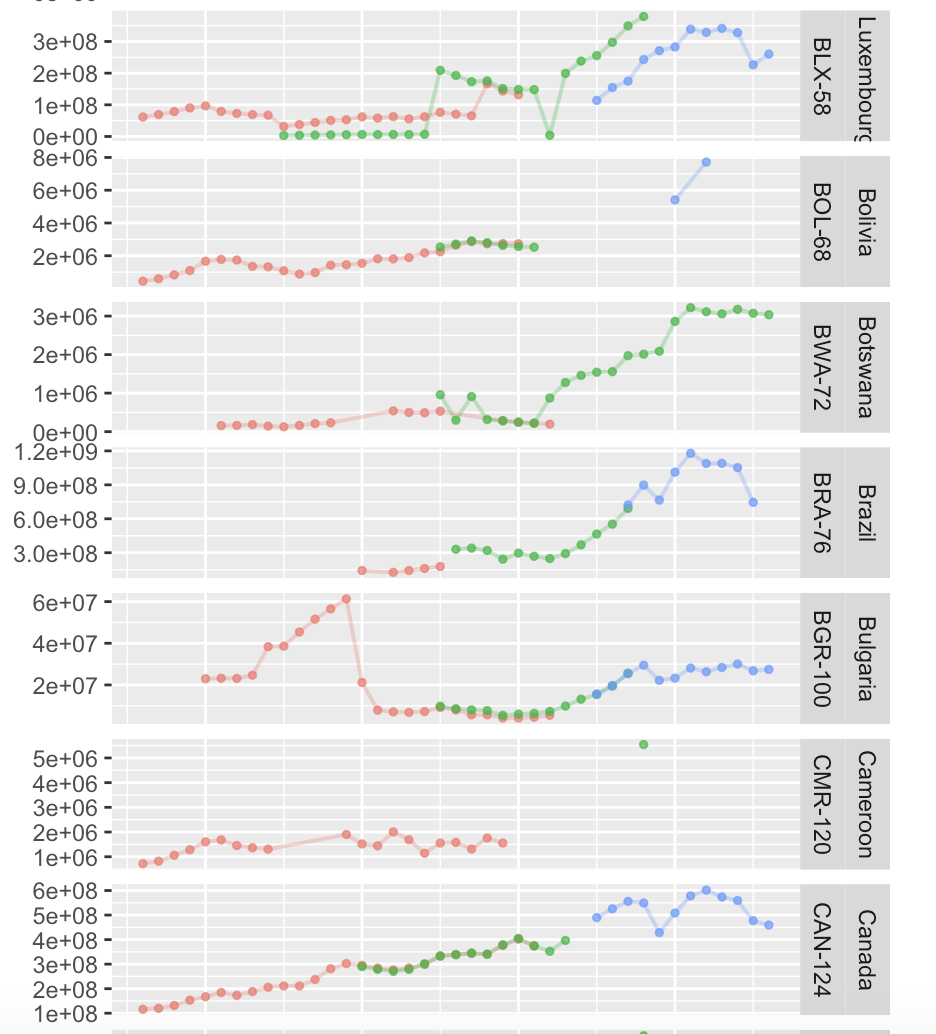 3e+08
2e+08
1e+08
0e+00
BLX-58
Luxembourg
8e+06
6e+06
4e+06
2e+06
BOL-68
Bolivia
3e+06
2e+06
1e+06
0e+00
BWA-72
Botswana
1.2e+09
9.0e+08
6.0e+08
3.0e+08
BRA-76
Brazil
6e+07
4e+07
2e+07
BGR-100
Bulgaria
5e+06
4e+06
3e+06
2e+06
1e+06
CMR-120
Cameroon
6e+08
5e+08
4e+08
3e+08
2e+08
1e+08
CAN-124
Canada